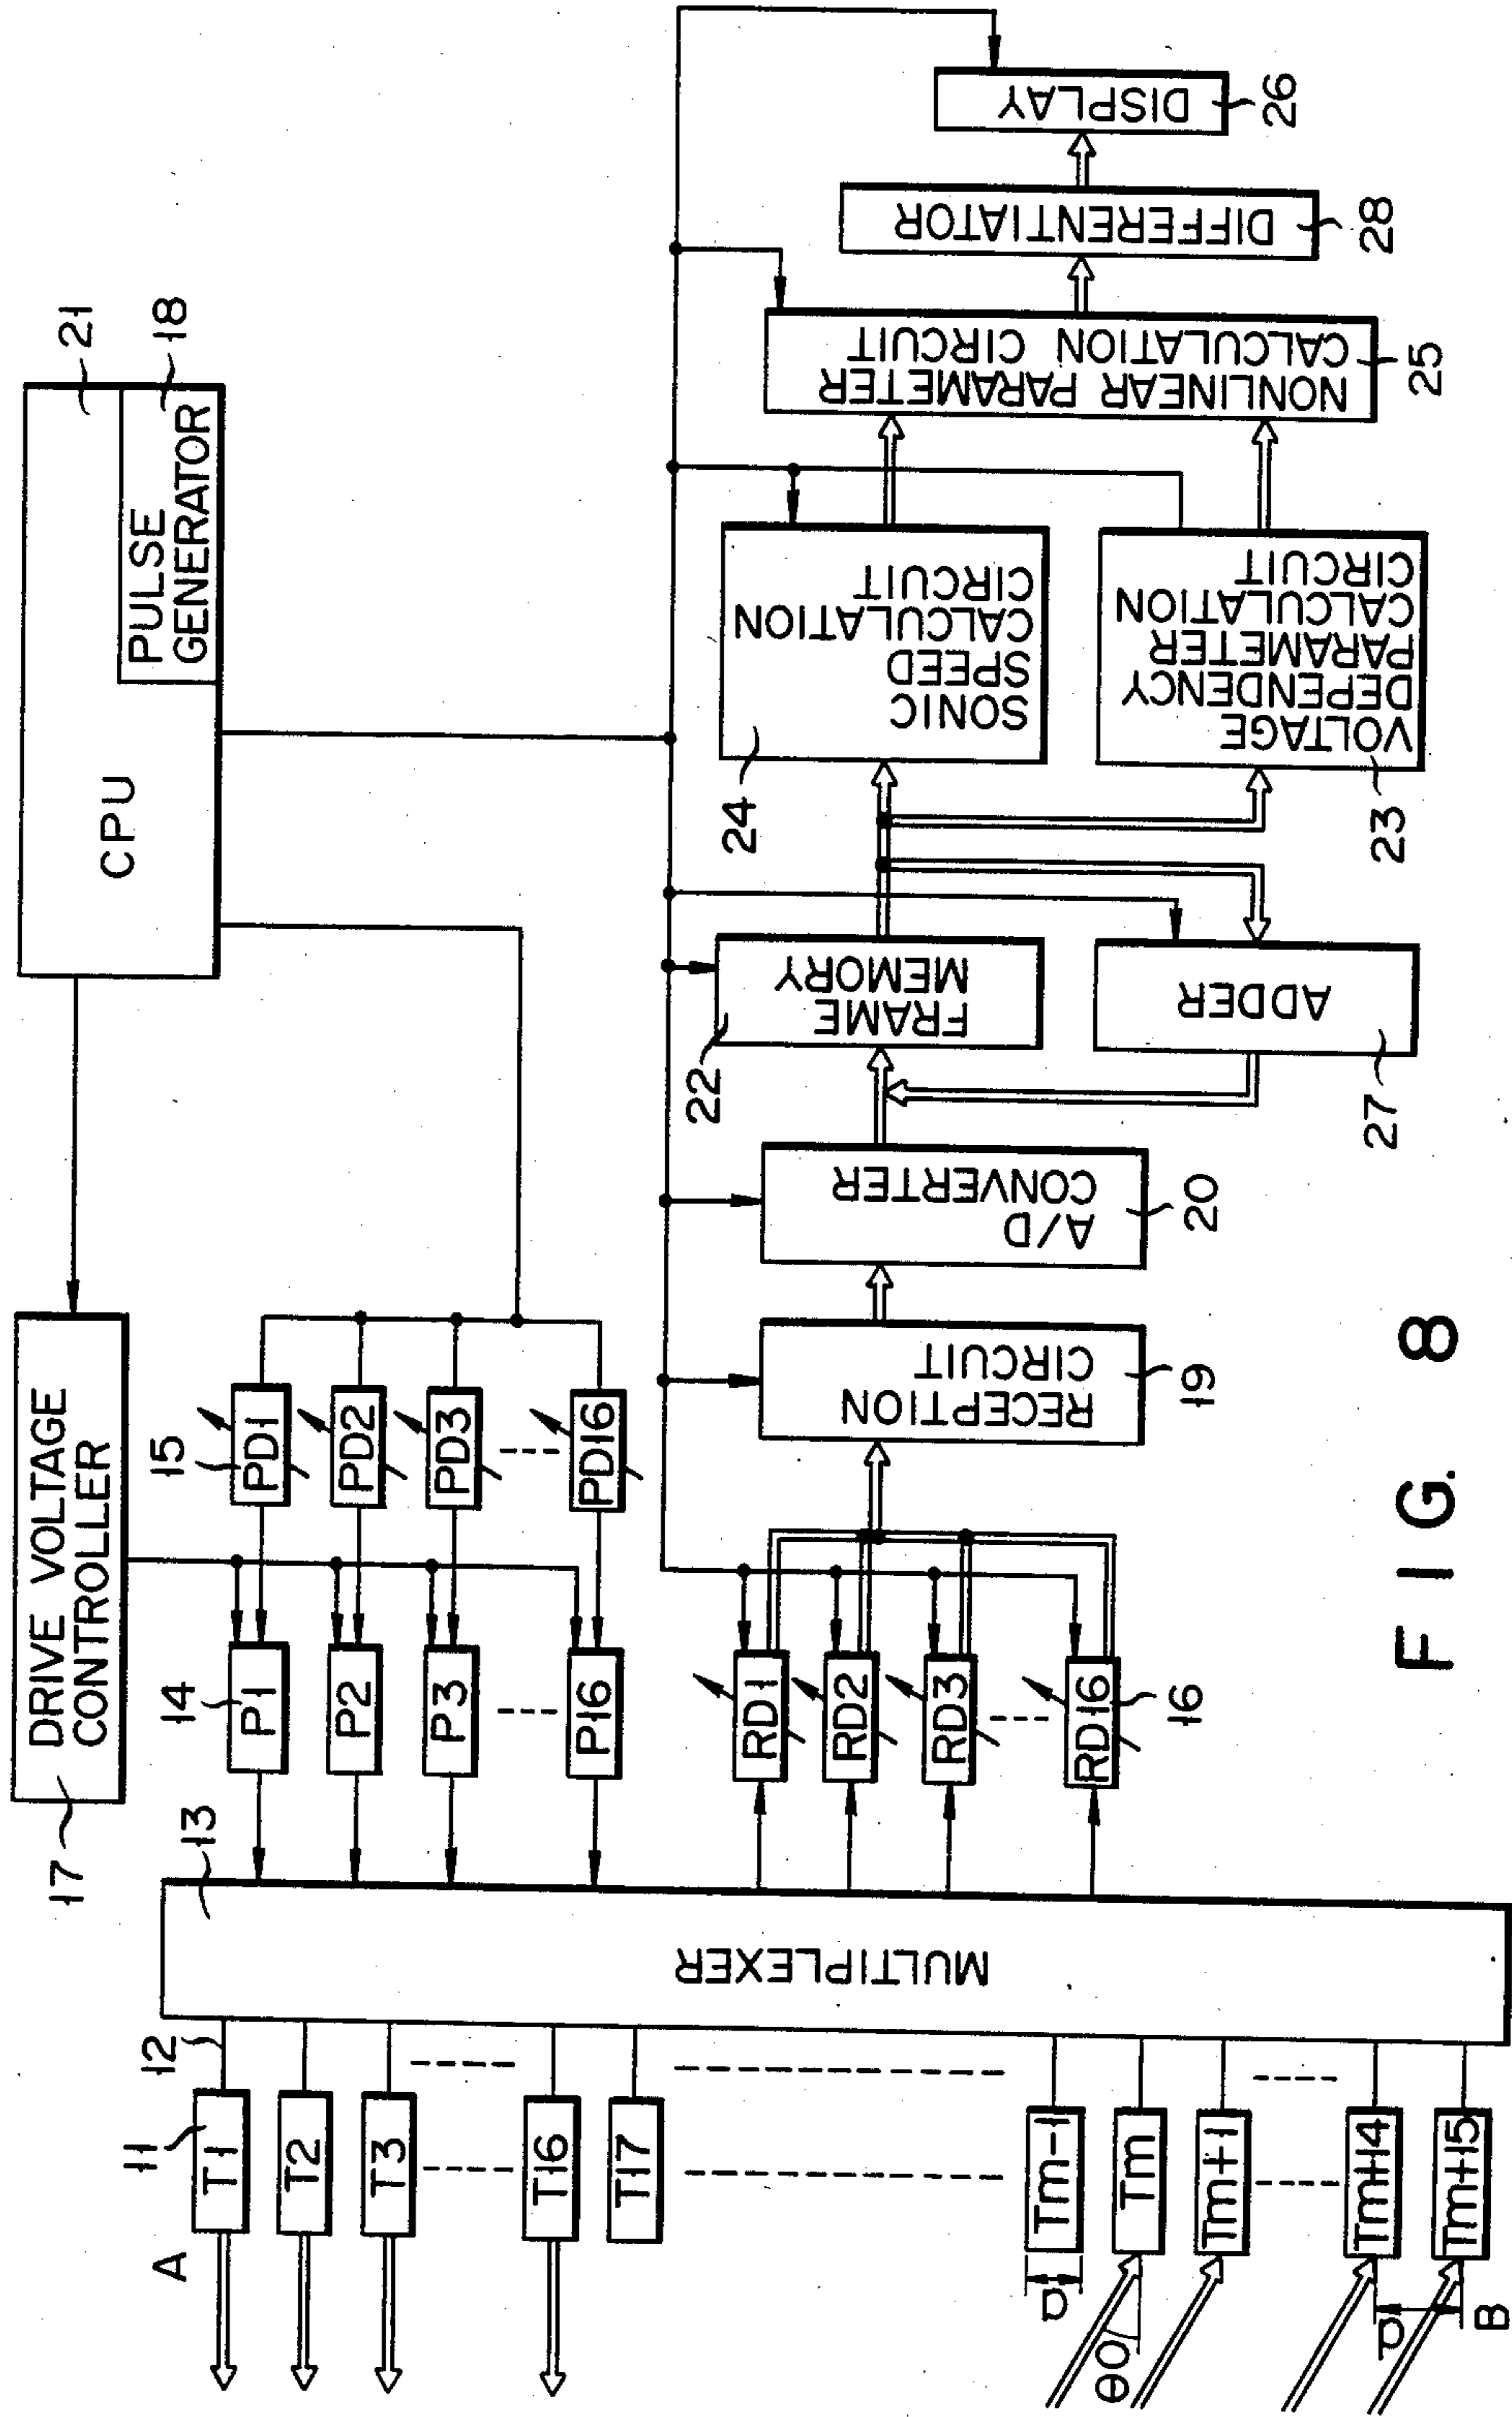 17
DRIVE VOLTAGE
CONTROLLER
CPU
21
PULSE
GENERATOR
18
A
11
12
13
14
15
T1
T2
T3
T16
T17
Tm-1
Tm
Tm+1
Tm+14
Tm+15
a
θ0
d
B
MULTIPLEXER
P1
P2
P3
P16
PD1
PD2
PD3
PD16
RD1
RD2
RD3
RD16
16
RECEPTION
CIRCUIT
19
A/D
CONVERTER
20
22
FRAME
MEMORY
ADDER
27
24
SONIC
SPEED
CALCULATION
CIRCUIT
VOLTAGE
DEPENDENCY
PARAMETER
CALCULATION
CIRCUIT
23
NONLINEAR PARAMETER
CALCULATION CIRCUIT
25
DIFFERENTIATOR
28
DISPLAY
26
FIG. 8